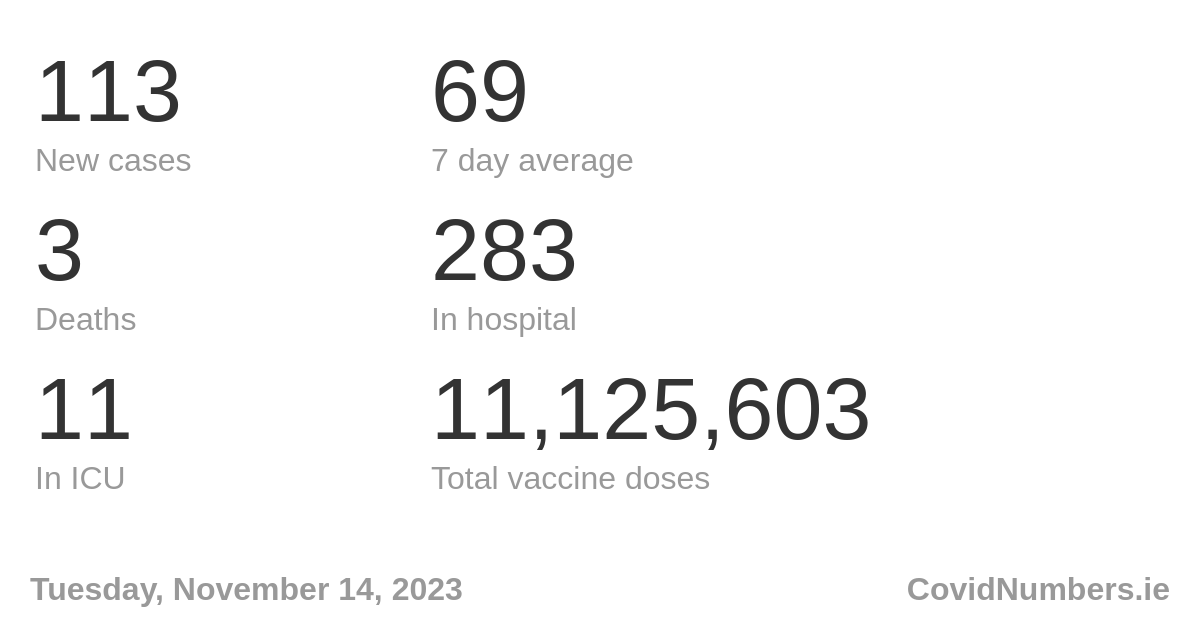 113
69
New cases
7 day average
3
283
Deaths
In hospital
11
11,125,603
In ICU
Total vaccine doses
Tuesday, November 14, 2023
CovidNumbers.ie